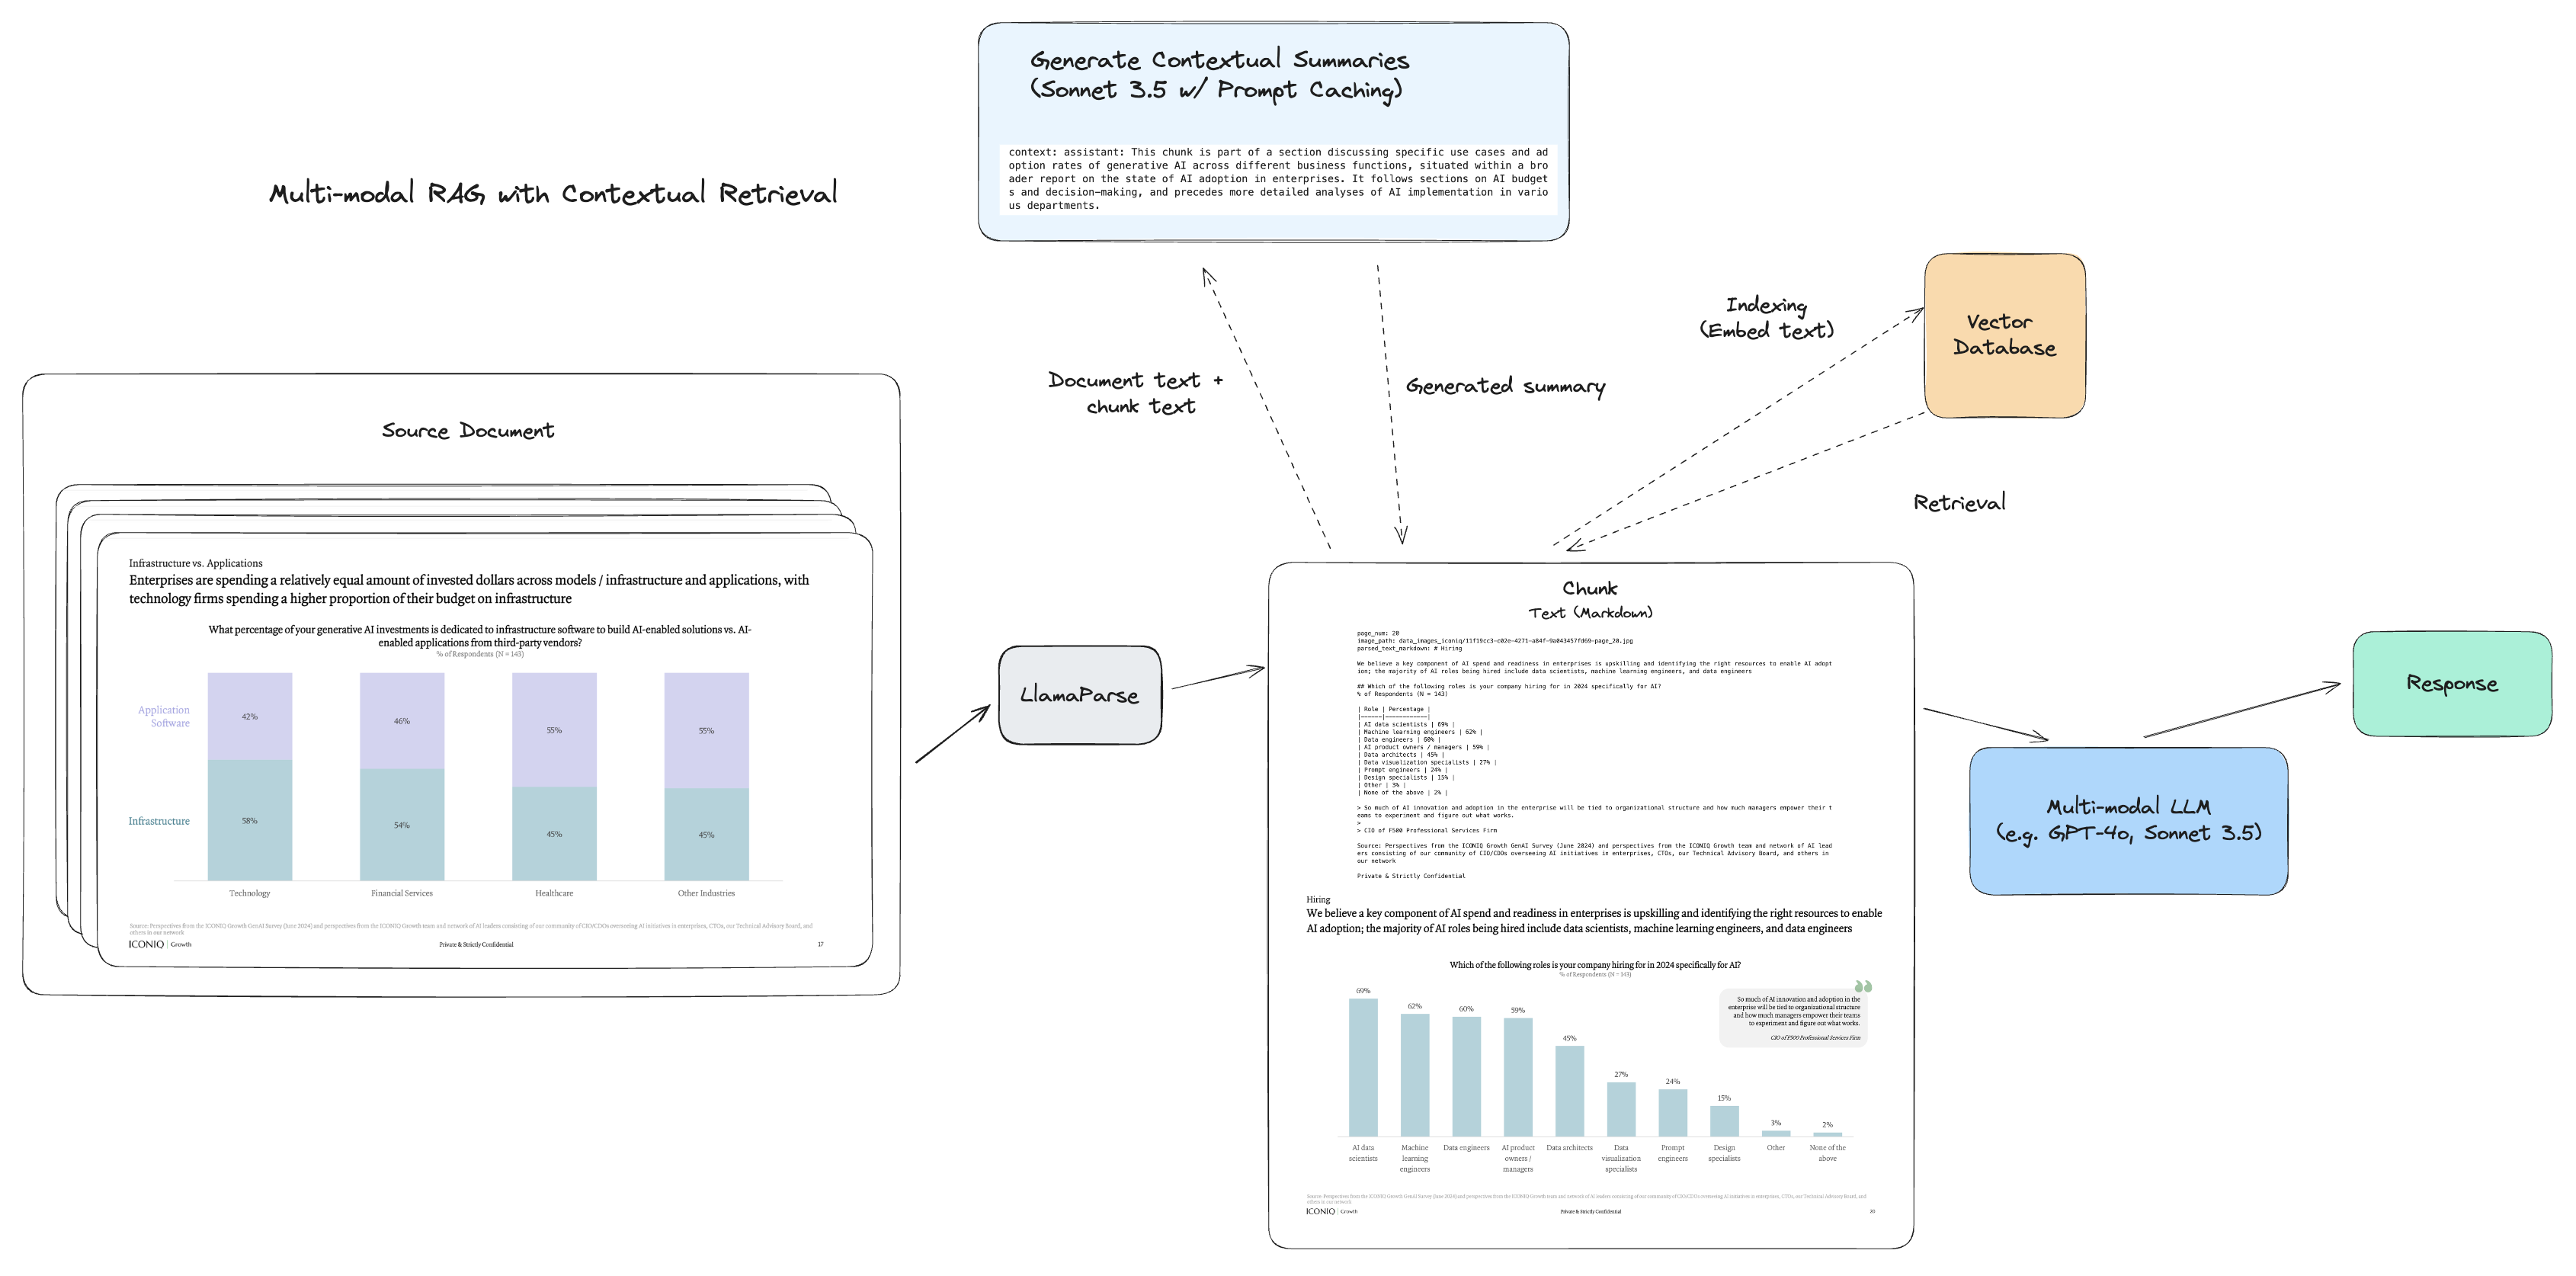 Generate Contextual Summaries
(Sonnet 3.5 w/ Prompt Caching)
context: assistant: This chunk is part of a section discussing specific use cases and ad
option rates of generative AI across different business functions, situated within a bro
ader report on the state of AI adoption in enterprises. It follows sections on AI budget
s and decision-making, and precedes more detailed analyses of AI implementation in vario
us departments.
Multi-modal RAG with Contextual Retrieval
Document text +
chunk text
Generated summary
Indexing
(Embed text)
Vector
Database
Retrieval
Source Document
Infrastructure vs. Applications
Enterprises are spending a relatively equal amount of invested dollars across models / infrastructure and applications, with
technology firms spending a higher proportion of their budget on infrastructure
What percentage of your generative AI investments is dedicated to infrastructure software to build AI-enabled solutions vs. AI-
enabled applications from third-party vendors?
% of Respondents (N = 143)
Application
Software
42%
46%
55%
55%
Infrastructure
58%
54%
45%
45%
Technology
Financial Services
Healthcare
Other Industries
Source: Perspectives from the ICONIQ Growth GenAI Survey (June 2024) and perspectives from the ICONIQ Growth team and network of AI leaders consisting of our community of CIO/CDOs overseeing AI initiatives in enterprises, CTOs, our Technical Advisory Board, and
others in our network
ICONIQ | Growth
Private & Strictly Confidential
17
LlamaParse
Chunk
Text (Markdown)
page_num: 20
image_path: data_images_iconiq/11f19cc3-c02e-4271-a84f-9a043457fd69-page_20.jpg
parsed_text_markdown: # Hiring
We believe a key component of AI spend and readiness in enterprises is upskilling and identifying the right resources to enable AI adopt
ion; the majority of AI roles being hired include data scientists, machine learning engineers, and data engineers
## Which of the following roles is your company hiring for in 2024 specifically for AI?
% of Respondents (N = 143)
| Role | Percentage |
|------|------------|
| AI data scientists | 69% |
| Machine learning engineers | 62% |
| Data engineers | 60% |
| AI product owners / managers | 59% |
| Data architects | 45% |
| Data visualization specialists | 27% |
| Prompt engineers | 24% |
| Design specialists | 15% |
| Other | 3% |
| None of the above | 2% |
> So much of AI innovation and adoption in the enterprise will be tied to organizational structure and how much managers empower their t
eams to experiment and figure out what works.
>
> CIO of F500 Professional Services Firm
Source: Perspectives from the ICONIQ Growth GenAI Survey (June 2024) and perspectives from the ICONIQ Growth team and network of AI lead
ers consisting of our community of CIO/CDOs overseeing AI initiatives in enterprises, CTOs, our Technical Advisory Board, and others in
our network
Private & Strictly Confidential
Hiring
We believe a key component of AI spend and readiness in enterprises is upskilling and identifying the right resources to enable
AI adoption; the majority of AI roles being hired include data scientists, machine learning engineers, and data engineers
Which of the following roles is your company hiring for in 2024 specifically for AI?
% of Respondents (N = 143)
69%
62%
60%
59%
45%
27%
24%
15%
3%
2%
So much of AI innovation and adoption in the
enterprise will be tied to organizational structure
and how much managers empower their teams
to experiment and figure out what works.
CIO of F500 Professional Services Firm
AI data
scientists
Machine
learning
engineers
Data engineers
AI product
owners /
managers
Data architects
Data
visualization
specialists
Prompt
engineers
Design
specialists
Other
None of the
above
Source: Perspectives from the ICONIQ Growth GenAI Survey (June 2024) and perspectives from the ICONIQ Growth team and network of AI leaders consisting of our community of CIO/CDOs overseeing AI initiatives in enterprises, CTOs, our Technical Advisory Board, and
others in our network
ICONIQ | Growth
Private & Strictly Confidential
20
Multi-modal LLM
(e.g. GPT-4o, Sonnet 3.5)
Response